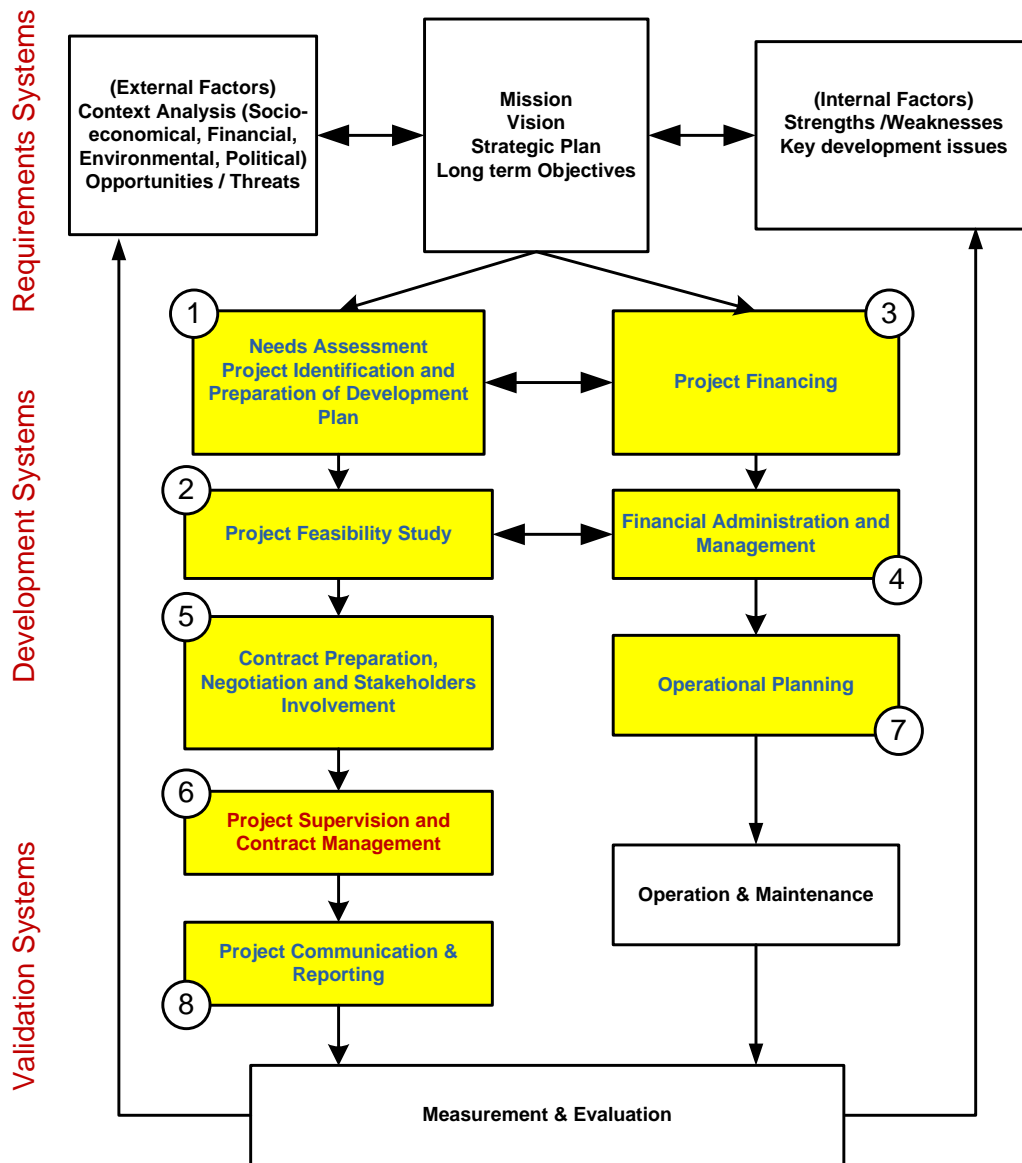 Requirements Systems
(External Factors)
Context Analysis (Socio-
economical, Financial,
Environmental, Political)
Opportunities / Threats
Mission
Vision
Strategic Plan
Long term Objectives
(Internal Factors)
Strengths /Weaknesses
Key development issues
Development Systems
1
Needs Assessment
Project Identification and
Preparation of Development
Plan
3
Project Financing
2
Project Feasibility Study
Financial Administration and
Management
4
5
Contract Preparation,
Negotiation and Stakeholders
Involvement
Operational Planning
7
Validation Systems
6
Project Supervision and
Contract Management
Operation & Maintenance
Project Communication &
Reporting
8
Measurement & Evaluation